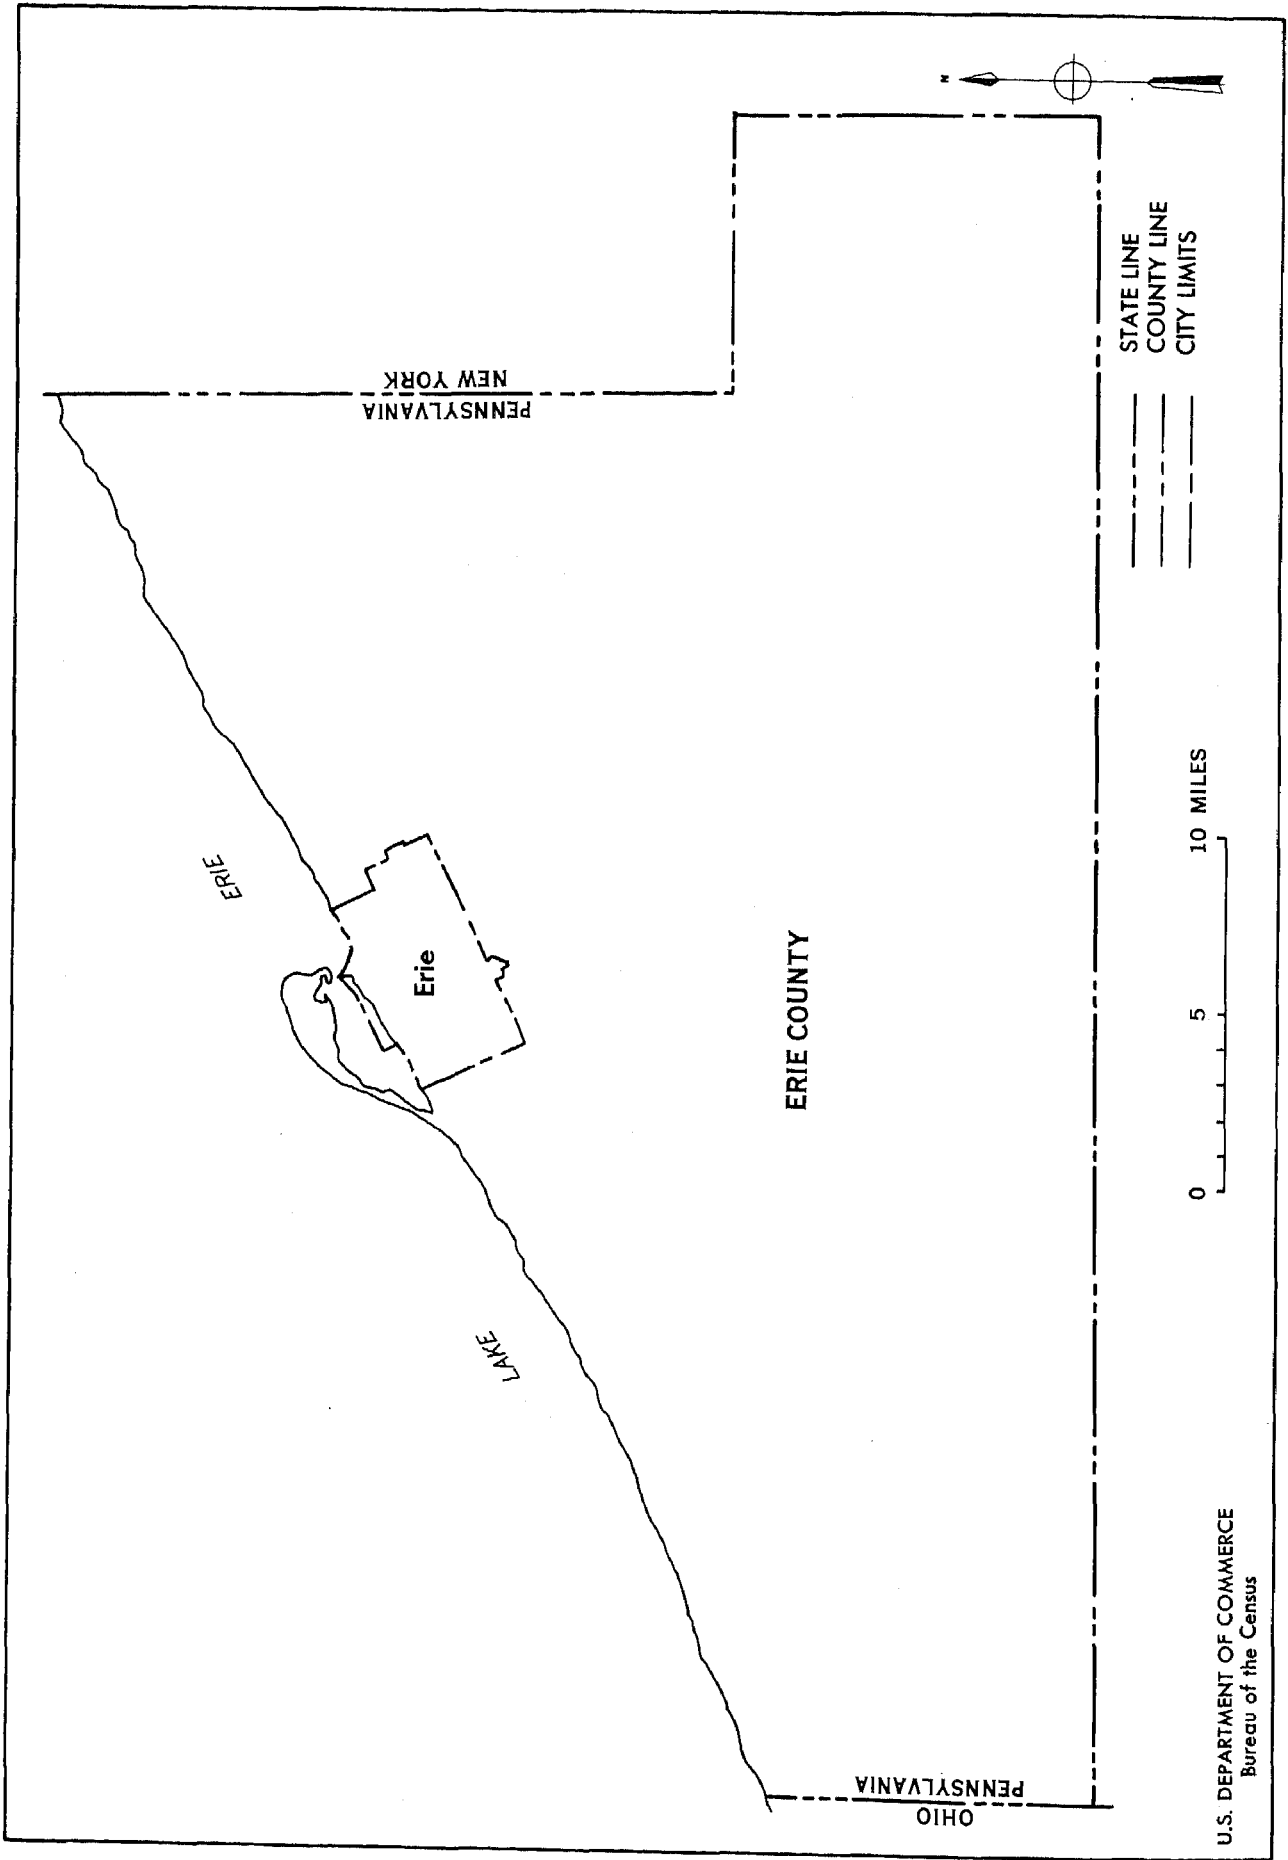 N
NEW YORK
PENNSYLVANIA
ERIE
LAKE
Erie
ERIE COUNTY
OHIO
PENNSYLVANIA
STATE LINE
COUNTY LINE
CITY LIMITS
0 5 10 MILES
U.S. DEPARTMENT OF COMMERCE
Bureau of the Census